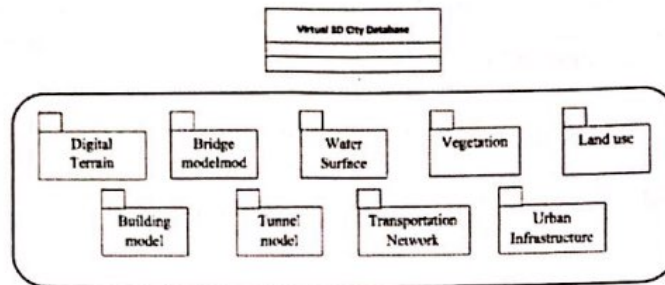 Virtual 3D City Database
Digital
Terrain
Bridge
modelmod
Water
Surface
Vegetation
Land use
Building
model
Tunnel
model
Transportation
Network
Urban
Infrastructure